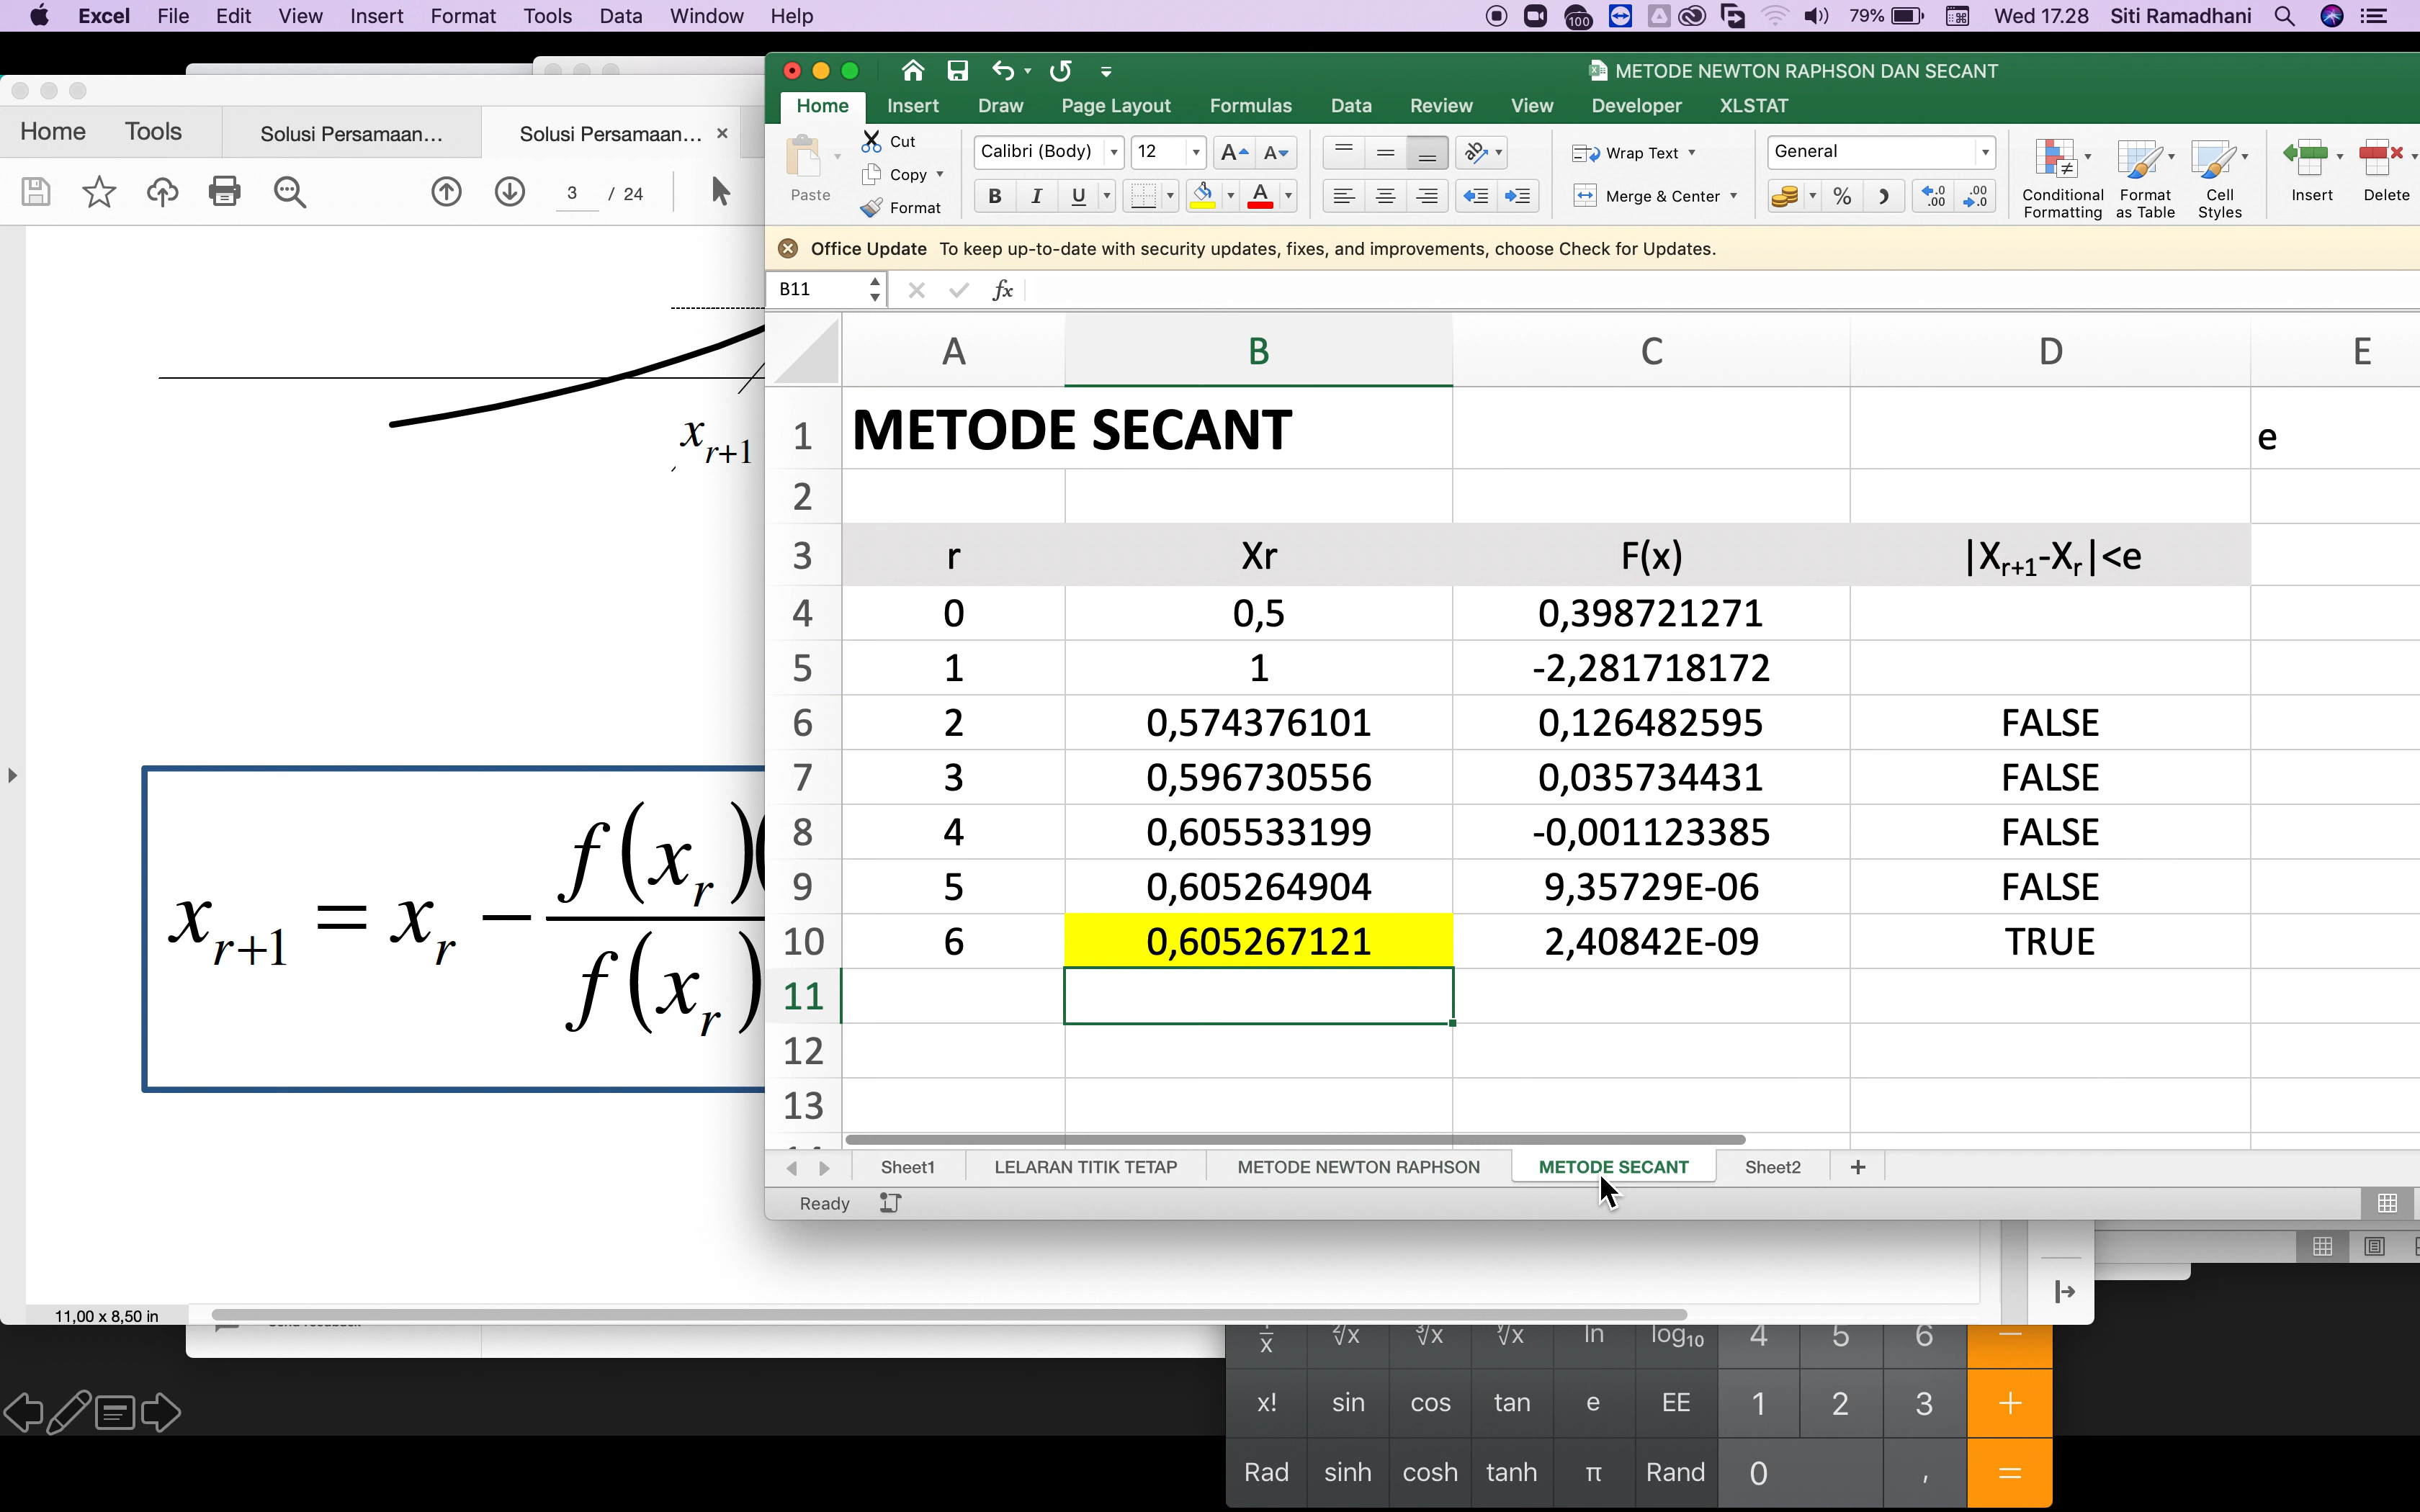 Excel File Edit View Insert Format Tools Data Window Help 100 79% Wed 17.28 Siti Ramadhani
METODE NEWTON RAPHSON DAN SECANT
Home Insert Draw Page Layout Formulas Data Review View Developer XLSTAT
Home Tools Solusi Persamaan... Solusi Persamaan... ×
Paste Cut Copy Format
Calibri (Body) 12 A A
B I U A
ab Wrap Text
Merge & Center
General
% .0 .00 .00 .0
Conditional Formatting
Format as Table
Cell Styles
Insert Delete
3 / 24
Office Update To keep up-to-date with security updates, fixes, and improvements, choose Check for Updates.
B11 fx
A B C D E
1 METODE SECANT e
2
3 r Xr F(x) |Xr+1-Xr|<e
4 0 0,5 0,398721271
5 1 1 -2,281718172
6 2 0,574376101 0,126482595 FALSE
7 3 0,596730556 0,035734431 FALSE
8 4 0,605533199 -0,001123385 FALSE
9 5 0,605264904 9,35729E-06 FALSE
10 6 0,605267121 2,40842E-09 TRUE
11
12
13
xr+1
xr+1 = xr − f(xr)( f(xr)
Sheet1 LELARAN TITIK TETAP METODE NEWTON RAPHSON METODE SECANT Sheet2 +
Ready
11,00 x 8,50 in
1/x ²√x ³√x ʸ√x ln log10 4 5 6 −
x! sin cos tan e EE 1 2 3 +
Rad sinh cosh tanh π Rand 0 , =